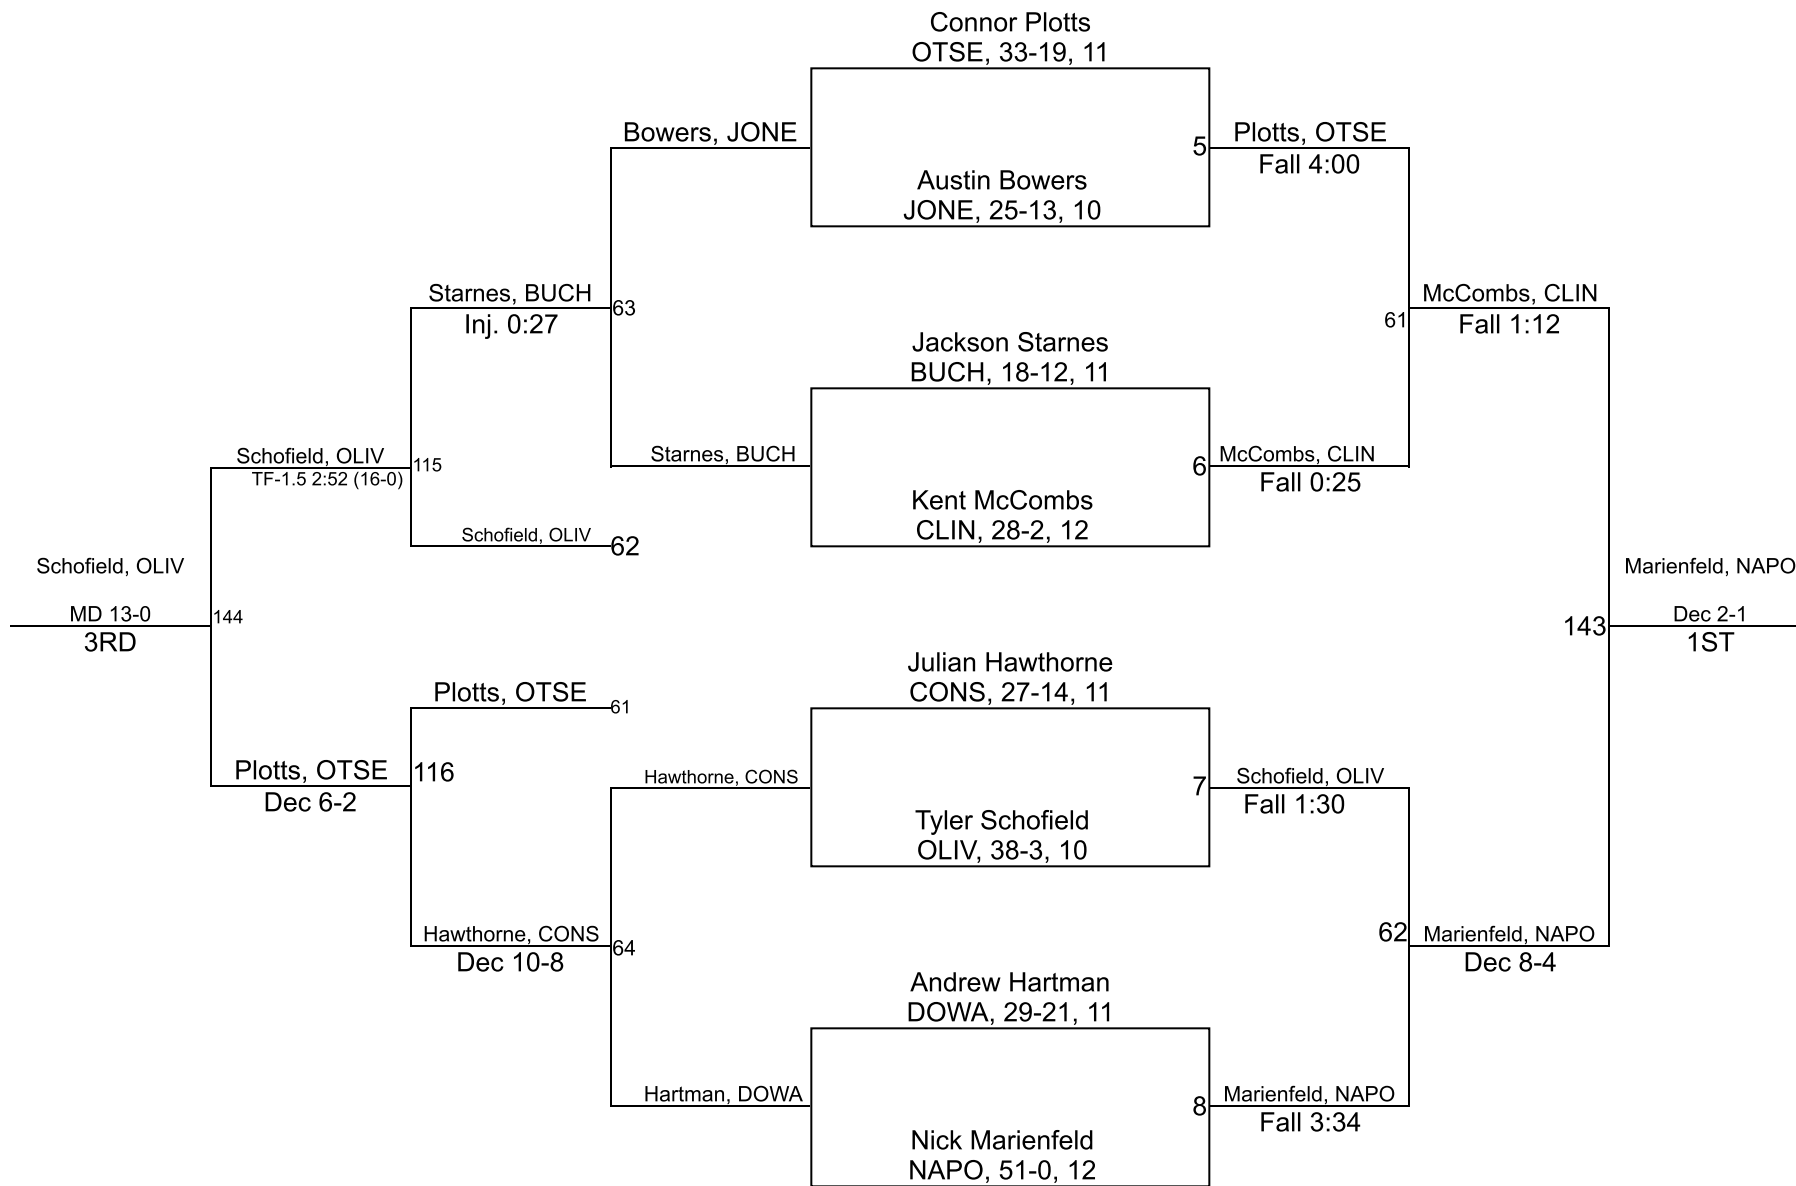 Connor Plotts
OTSE, 33-19, 11
Bowers, JONE
5
Plotts, OTSE
Fall 4:00
Austin Bowers
JONE, 25-13, 10
Starnes, BUCH
Inj. 0:27
63
McCombs, CLIN
Fall 1:12
61
Jackson Starnes
BUCH, 18-12, 11
Schofield, OLIV
TF-1.5 2:52 (16-0)
115
Starnes, BUCH
6
McCombs, CLIN
Fall 0:25
Kent McCombs
CLIN, 28-2, 12
Schofield, OLIV
62
Schofield, OLIV
MD 13-0
3RD
144
Marienfeld, NAPO
Dec 2-1
1ST
143
Julian Hawthorne
CONS, 27-14, 11
Plotts, OTSE
61
Plotts, OTSE
Dec 6-2
116
Hawthorne, CONS
7
Schofield, OLIV
Fall 1:30
Tyler Schofield
OLIV, 38-3, 10
Hawthorne, CONS
Dec 10-8
64
62
Marienfeld, NAPO
Dec 8-4
Andrew Hartman
DOWA, 29-21, 11
Hartman, DOWA
8
Marienfeld, NAPO
Fall 3:34
Nick Marienfeld
NAPO, 51-0, 12